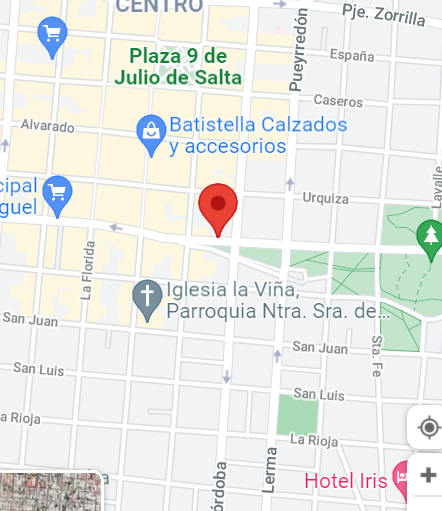 CENTRO
Pje. Zorrilla
Plaza 9 de
Julio de Salta
España
Pueyrredón
Caseros
Alvarado
Batistella Calzados
y accesorios
Lavalle
cipal
guel
Urquiza
La Florida
Iglesia la Viña,
Parroquia Ntra. Sra. de...
San Juan
San Juan
Sta. Fe
San Luis
San Luis
La Rioja
La Rioja
órdoba
Lerma
Hotel Iris